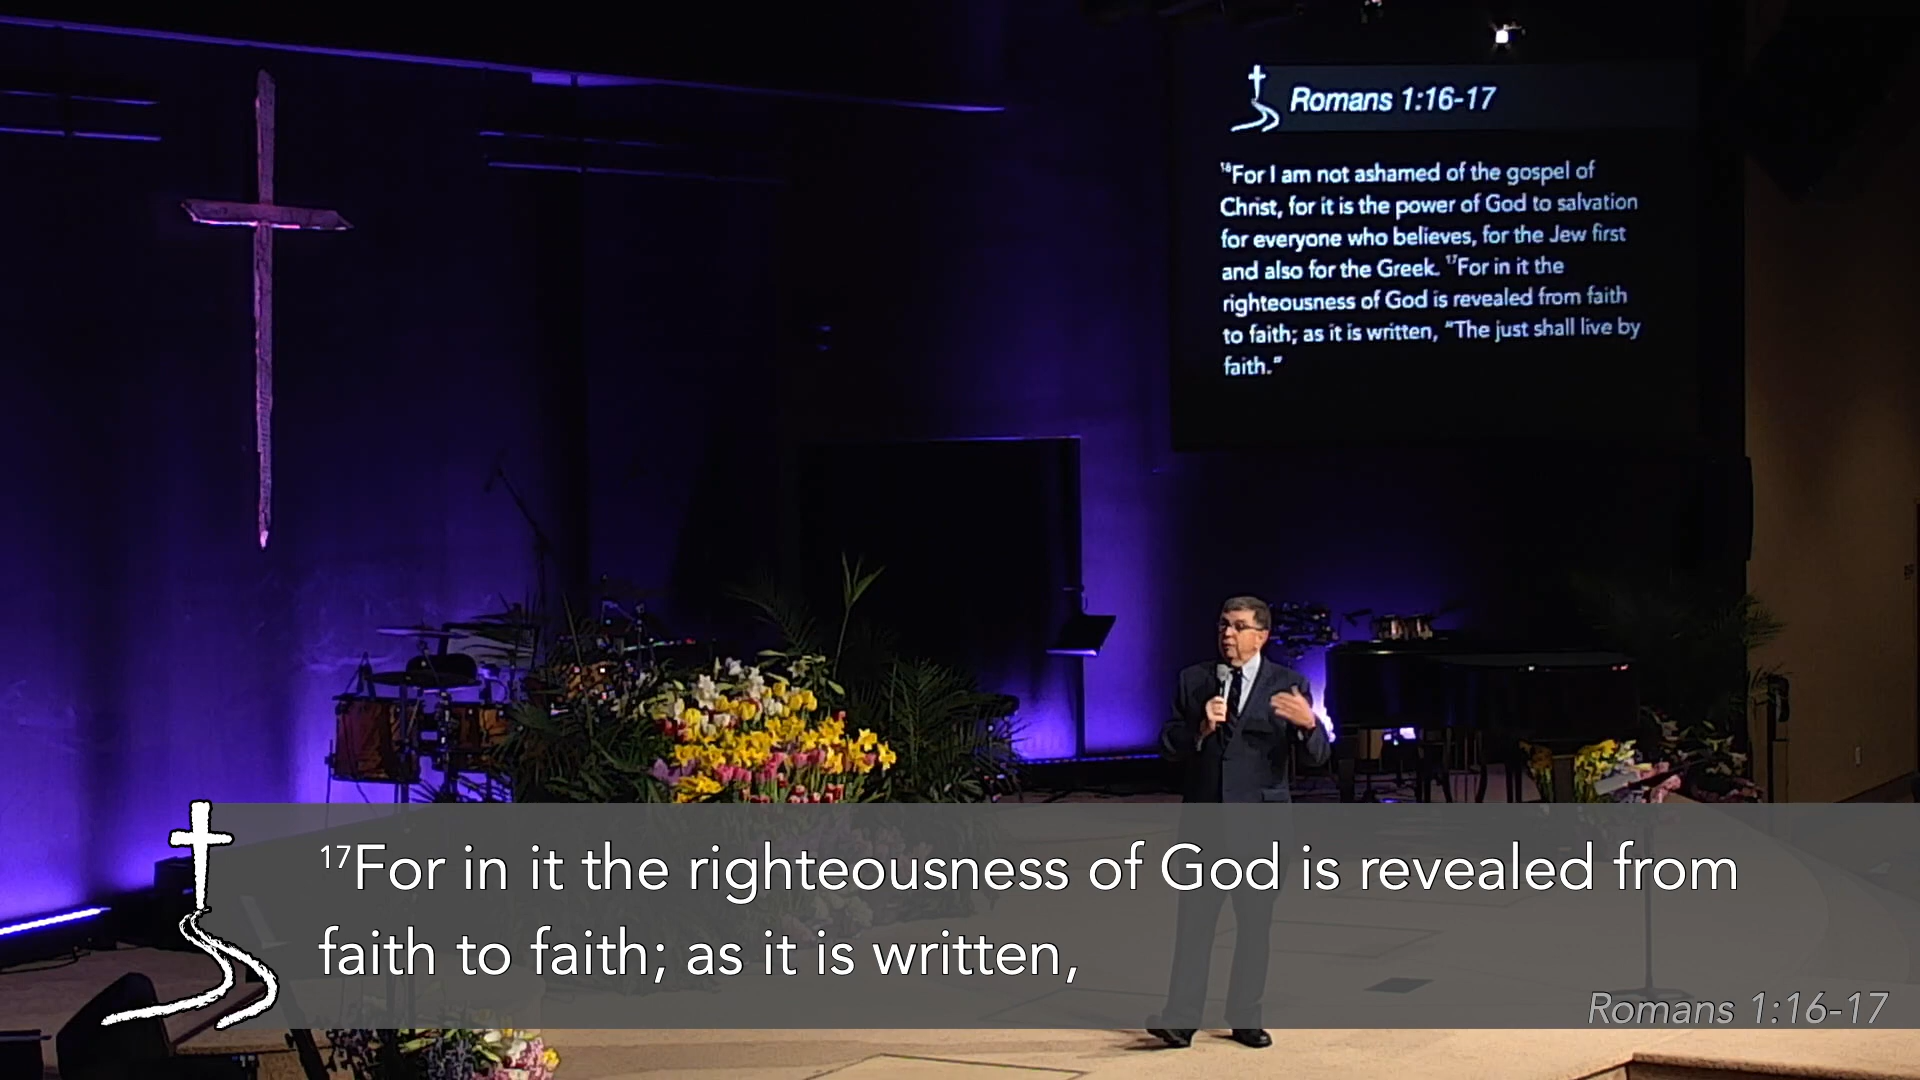 Romans 1:16-17
¹⁶For I am not ashamed of the gospel of
Christ, for it is the power of God to salvation
for everyone who believes, for the Jew first
and also for the Greek. ¹⁷For in it the
righteousness of God is revealed from faith
to faith; as it is written, “The just shall live by
faith.”
¹⁷For in it the righteousness of God is revealed from
faith to faith; as it is written,
Romans 1:16-17